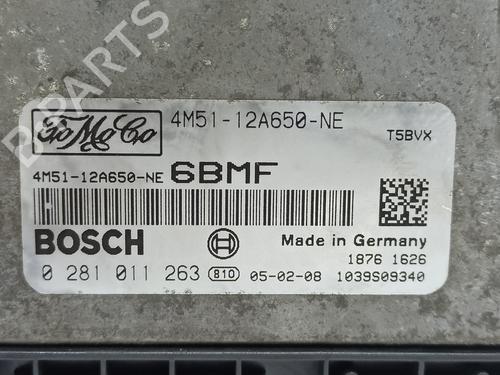 B-PARTS
FoMoCo
4M51-12A650-NE
T5BVX
4M51-12A650-NE 6BMF
BOSCH
Made in Germany
1876 1626
0 281 011 263 810 05-02-08 1039S09340